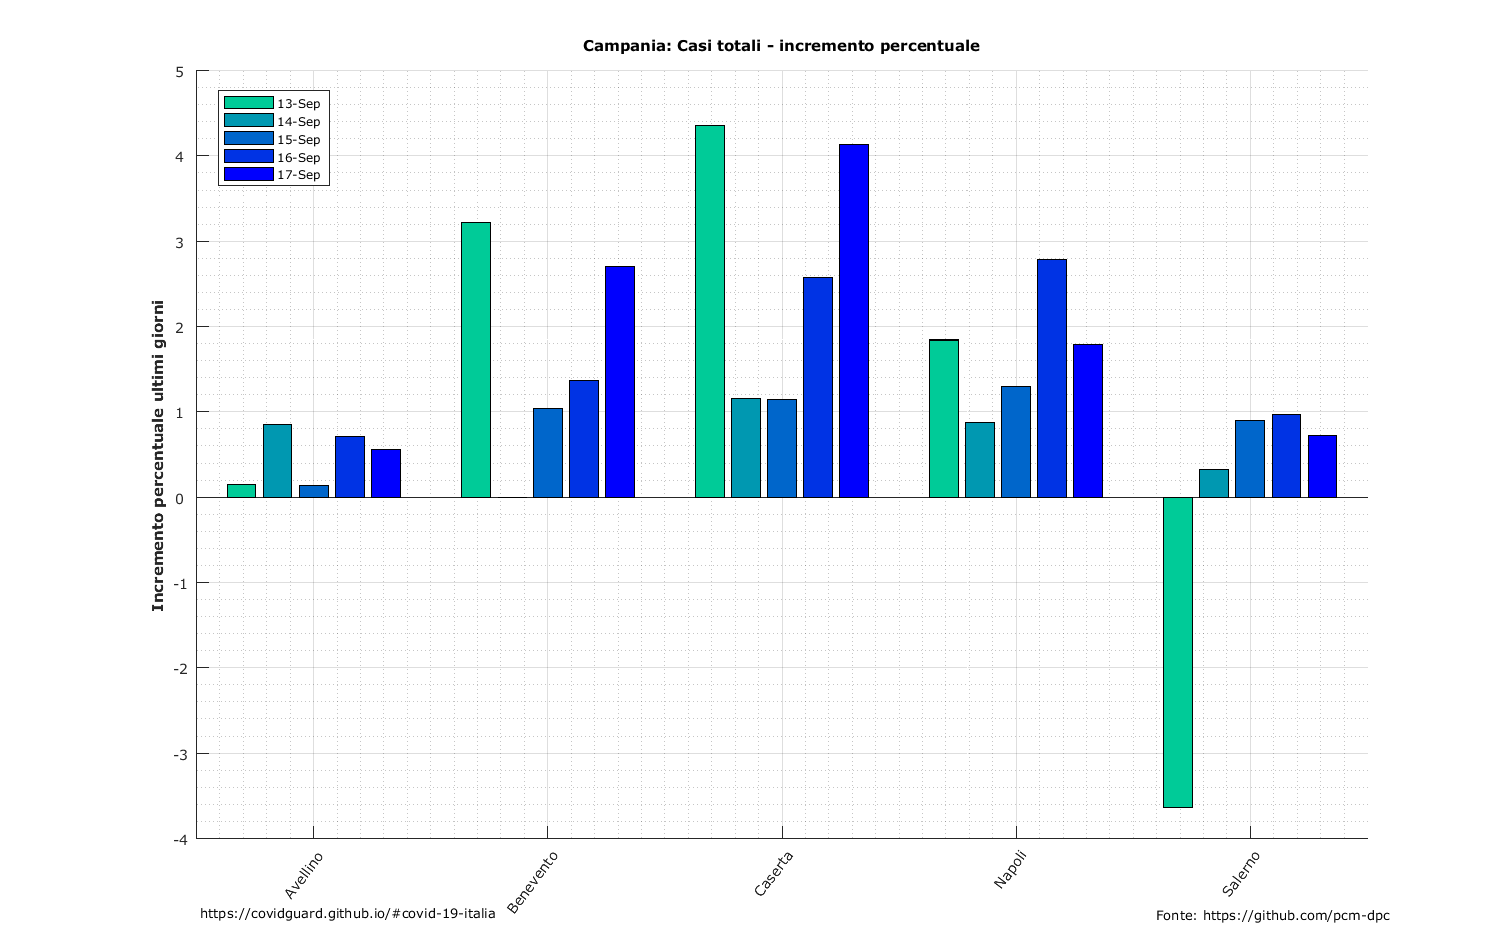 Campania: Casi totali - incremento percentuale
5
4
3
2
1
0
-1
-2
-3
-4
13-Sep
14-Sep
15-Sep
16-Sep
17-Sep
Incremento percentuale ultimi giorni
Avellino
Benevento
Caserta
Napoli
Salerno
https://covidguard.github.io/#covid-19-italia
Fonte: https://github.com/pcm-dpc